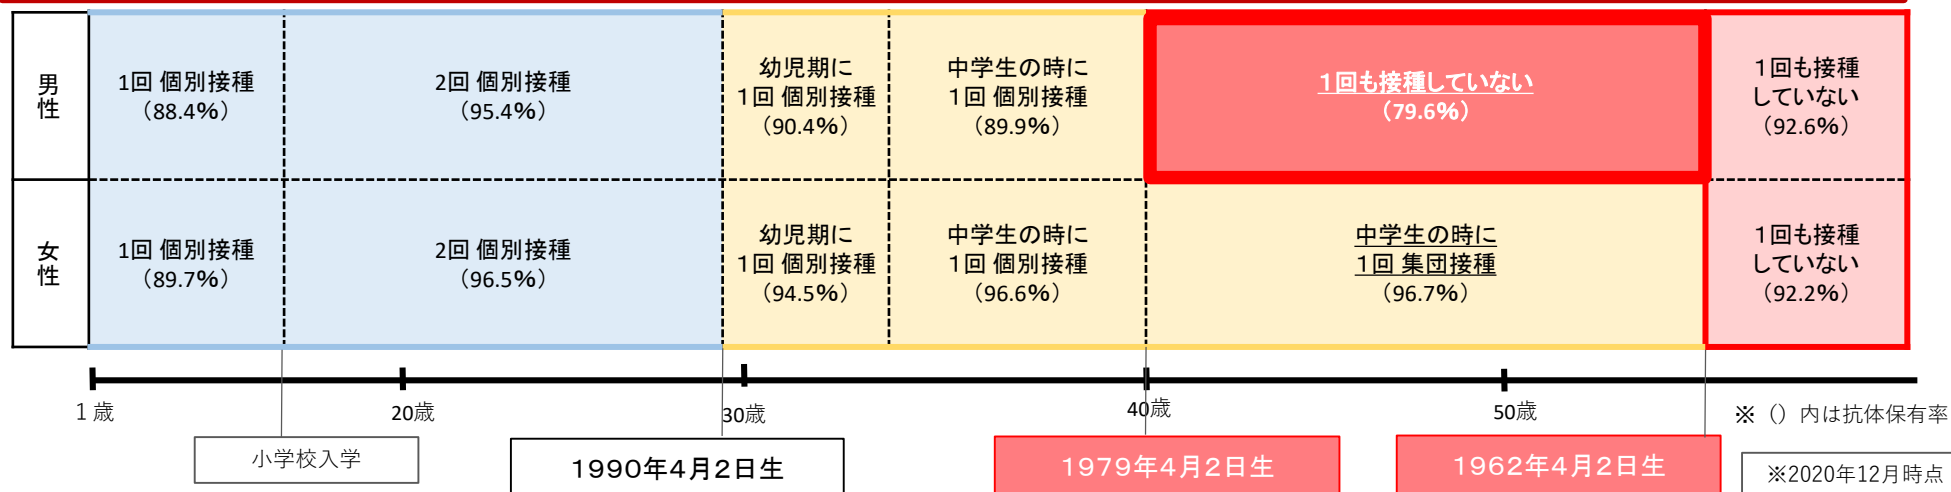 男性
1回 個別接種
（88.4%）
2回 個別接種
（95.4%）
幼児期に
1回 個別接種
（90.4%）
中学生の時に
1回 個別接種
（89.9%）
1回も接種していない
（79.6%）
1回も接種
していない
（92.6%）
女性
1回 個別接種
（89.7%）
2回 個別接種
（96.5%）
幼児期に
1回 個別接種
（94.5%）
中学生の時に
1回 個別接種
（96.6%）
中学生の時に
1回 集団接種
（96.7%）
1回も接種
していない
（92.2%）
1 歳
20歳
30歳
40歳
50歳
※（）内は抗体保有率
小学校入学
1990年4月2日生
1979年4月2日生
1962年4月2日生
※2020年12月時点